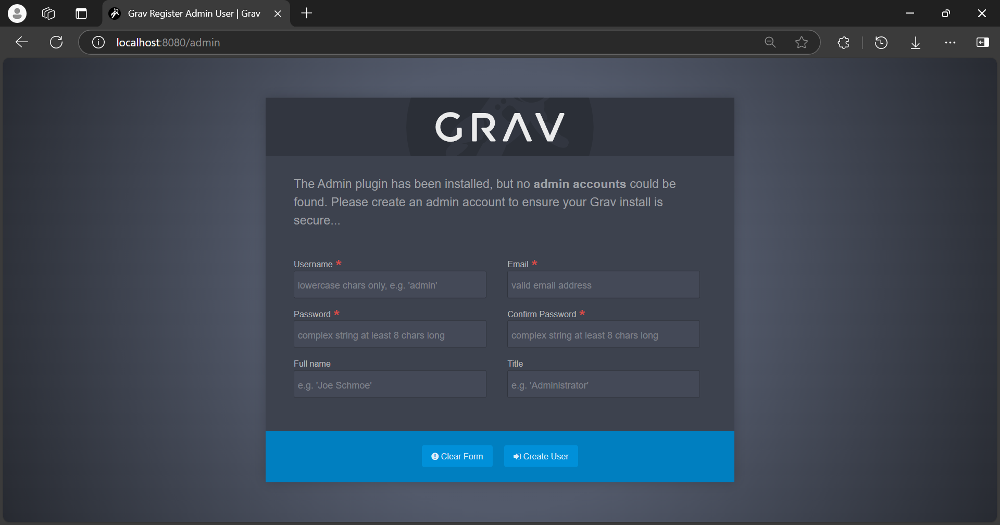 Grav Register Admin User | Grav
localhost:8080/admin
GRAV
The Admin plugin has been installed, but no admin accounts could be
found. Please create an admin account to ensure your Grav install is
secure...
Username *
Email *
lowercase chars only, e.g. 'admin'
valid email address
Password *
Confirm Password *
complex string at least 8 chars long
complex string at least 8 chars long
Full name
Title
e.g. 'Joe Schmoe'
e.g. 'Administrator'
Clear Form
Create User